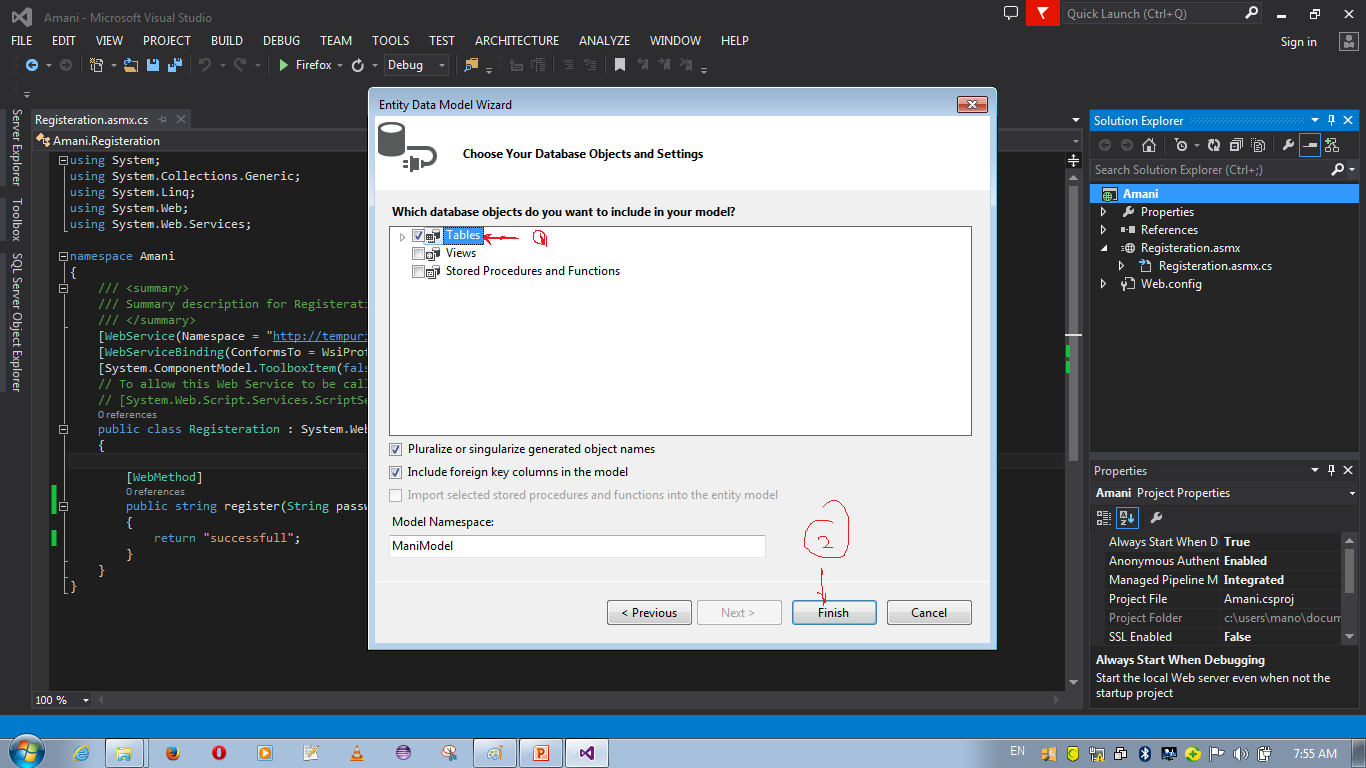 Amani - Microsoft Visual Studio
Quick Launch (Ctrl+Q)
FILE EDIT VIEW PROJECT BUILD DEBUG TEAM TOOLS TEST ARCHITECTURE ANALYZE WINDOW HELP
Sign in
Firefox
Debug
Server Explorer
Toolbox
SQL Server Object Explorer
Registeration.asmx.cs
Amani.Registeration
using System;
using System.Collections.Generic;
using System.Linq;
using System.Web;
using System.Web.Services;
namespace Amani
{
/// <summary>
/// Summary description for Registerati
/// </summary>
[WebService(Namespace = "http://tempuri
[WebServiceBinding(ConformsTo = WsiProf
[System.ComponentModel.ToolboxItem(fals
// To allow this Web Service to be call
// [System.Web.Script.Services.ScriptSe
0 references
public class Registeration : System.Web
{
[WebMethod]
0 references
public string register(String passw
{
return "successfull";
}
}
}
100 %
Entity Data Model Wizard
Choose Your Database Objects and Settings
Which database objects do you want to include in your model?
Tables
Views
Stored Procedures and Functions
Pluralize or singularize generated object names
Include foreign key columns in the model
Import selected stored procedures and functions into the entity model
Model Namespace:
ManiModel
2
< Previous
Next >
Finish
Cancel
Solution Explorer
Search Solution Explorer (Ctrl+;)
Amani
Properties
References
Registeration.asmx
Registeration.asmx.cs
Web.config
Properties
Amani Project Properties
Always Start When D True
Anonymous Authent Enabled
Managed Pipeline M Integrated
Project File Amani.csproj
Project Folder c:\users\mano\docum
SSL Enabled False
Always Start When Debugging
Start the local Web server even when not the
startup project
EN
7:55 AM